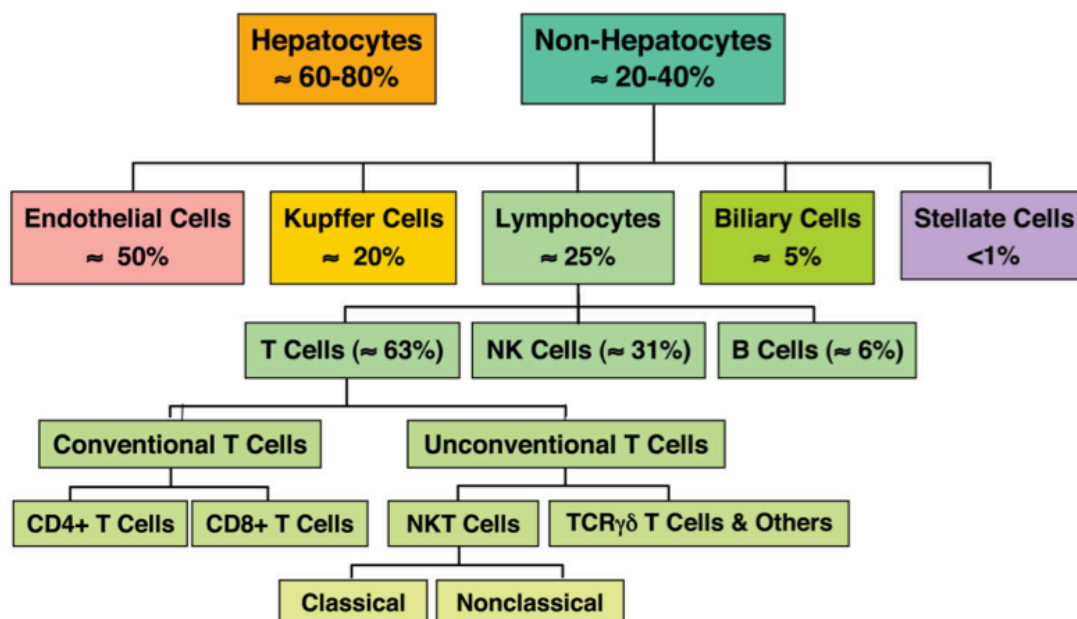 Hepatocytes
≈ 60-80%
Non-Hepatocytes
≈ 20-40%
Endothelial Cells
≈ 50%
Kupffer Cells
≈ 20%
Lymphocytes
≈ 25%
Biliary Cells
≈ 5%
Stellate Cells
<1%
T Cells (≈ 63%)
NK Cells (≈ 31%)
B Cells (≈ 6%)
Conventional T Cells
Unconventional T Cells
CD4+ T Cells
CD8+ T Cells
NKT Cells
TCRγδ T Cells & Others
Classical
Nonclassical